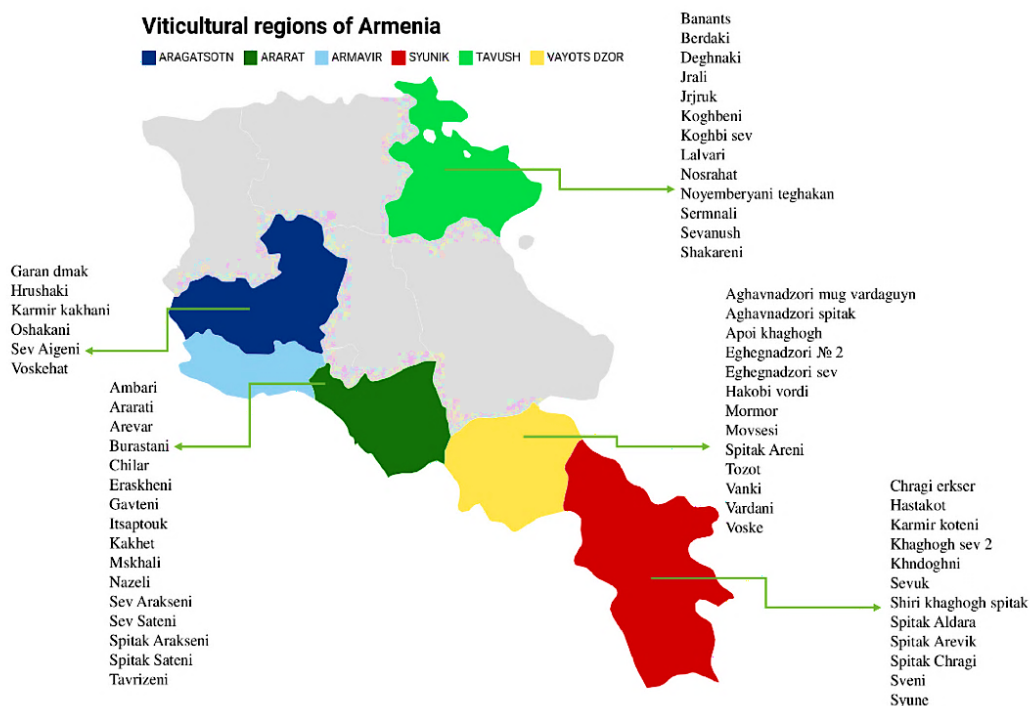 Viticultural regions of Armenia
ARAGATSOTN ARARAT ARMAVIR SYUNIK TAVUSH VAYOTS DZOR
Banants
Berdaki
Deghnaki
Jrali
Jrjruk
Koghbeni
Koghbi sev
Lalvari
Nosrahat
Noyemberyani teghakan
Sermnali
Sevanush
Shakareni
Garan dmak
Hrushaki
Karmir kakhani
Oshakani
Sev Aigeni
Voskehat
Ambari
Ararati
Arevar
Burastani
Chilar
Eraskheni
Gavteni
Itsaptouk
Kakhet
Mskhali
Nazeli
Sev Arakseni
Sev Sateni
Spitak Arakseni
Spitak Sateni
Tavrizeni
Aghavnadzori mug vardaguyn
Aghavnadzori spitak
Apoi khaghogh
Eghegnadzori № 2
Eghegnadzori sev
Hakobi vordi
Mormor
Movsesi
Spitak Areni
Tozot
Vanki
Vardani
Voske
Chragi erkser
Hastakot
Karmir koteni
Khaghogh sev 2
Khndoghni
Sevuk
Shiri khaghogh spitak
Spitak Aldara
Spitak Arevik
Spitak Chragi
Sveni
Syune